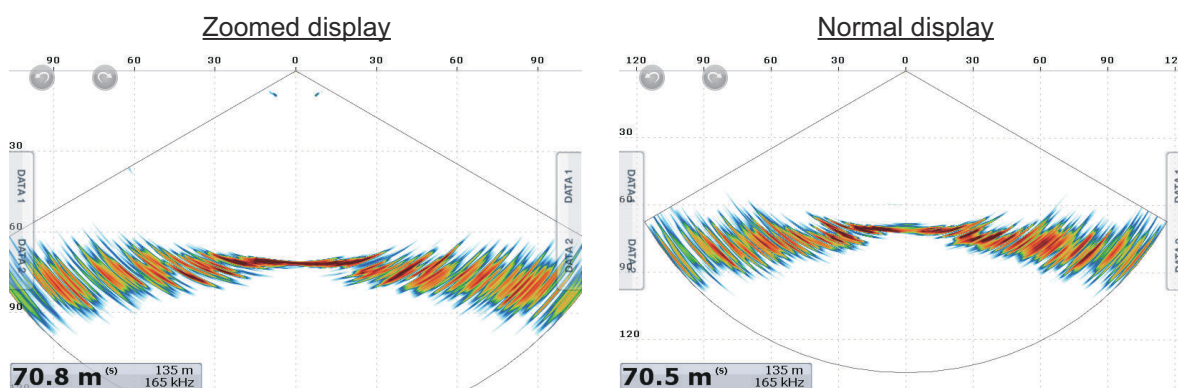 Zoomed display
90 60 30 0 30 60 90
30
60
90
DATA 1
DATA 2
DATA 1
DATA 2
70.8 m (s) 135 m
165 kHz
Normal display
120 90 60 30 0 30 60 90
30
60
90
120
DATA 1
70.5 m (s) 135 m
165 kHz